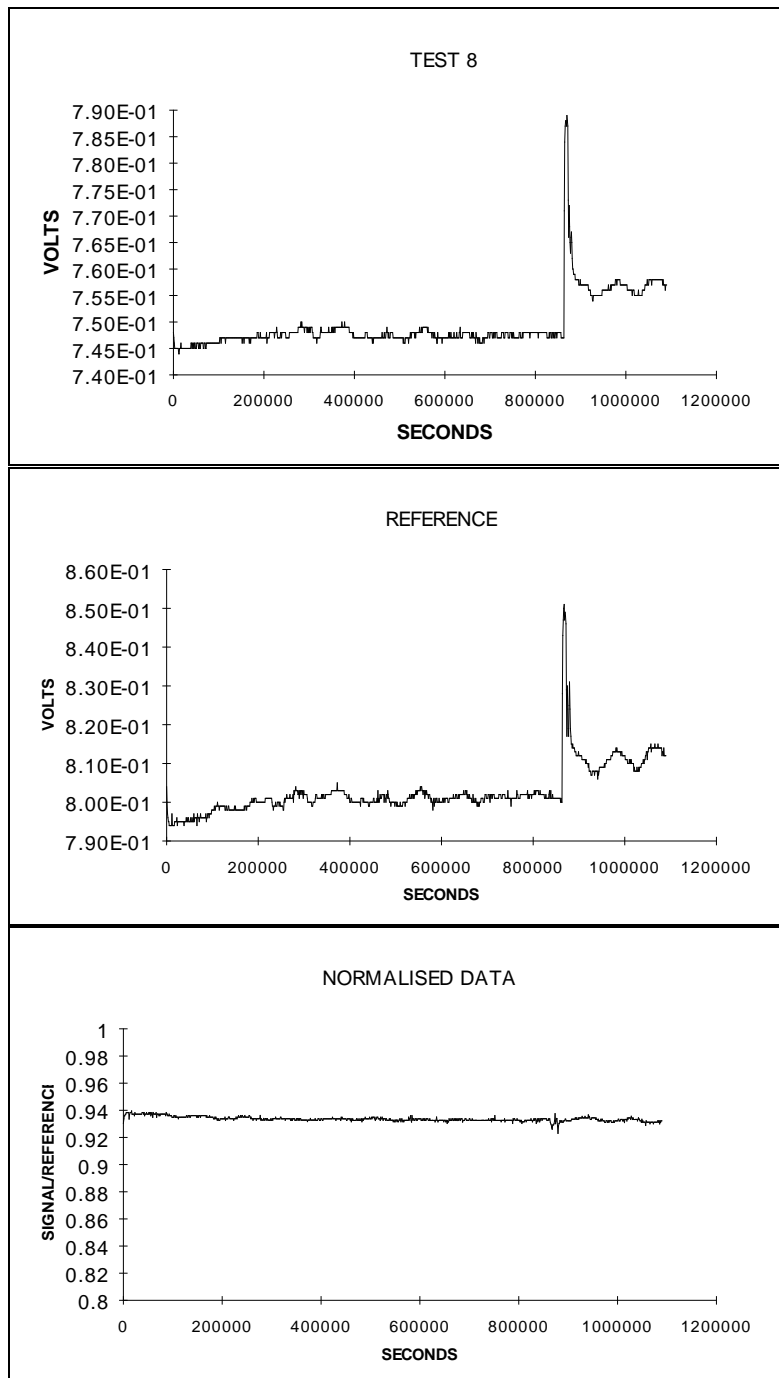 TEST 8
7.90E-01
7.85E-01
7.80E-01
7.75E-01
7.70E-01
7.65E-01
7.60E-01
7.55E-01
7.50E-01
7.45E-01
7.40E-01
VOLTS
0 200000 400000 600000 800000 1000000 1200000
SECONDS
REFERENCE
8.60E-01
8.50E-01
8.40E-01
8.30E-01
8.20E-01
8.10E-01
8.00E-01
7.90E-01
VOLTS
0 200000 400000 600000 800000 1000000 1200000
SECONDS
NORMALISED DATA
1
0.98
0.96
0.94
0.92
0.9
0.88
0.86
0.84
0.82
0.8
SIGNAL/REFERENCI
0 200000 400000 600000 800000 1000000 1200000
SECONDS